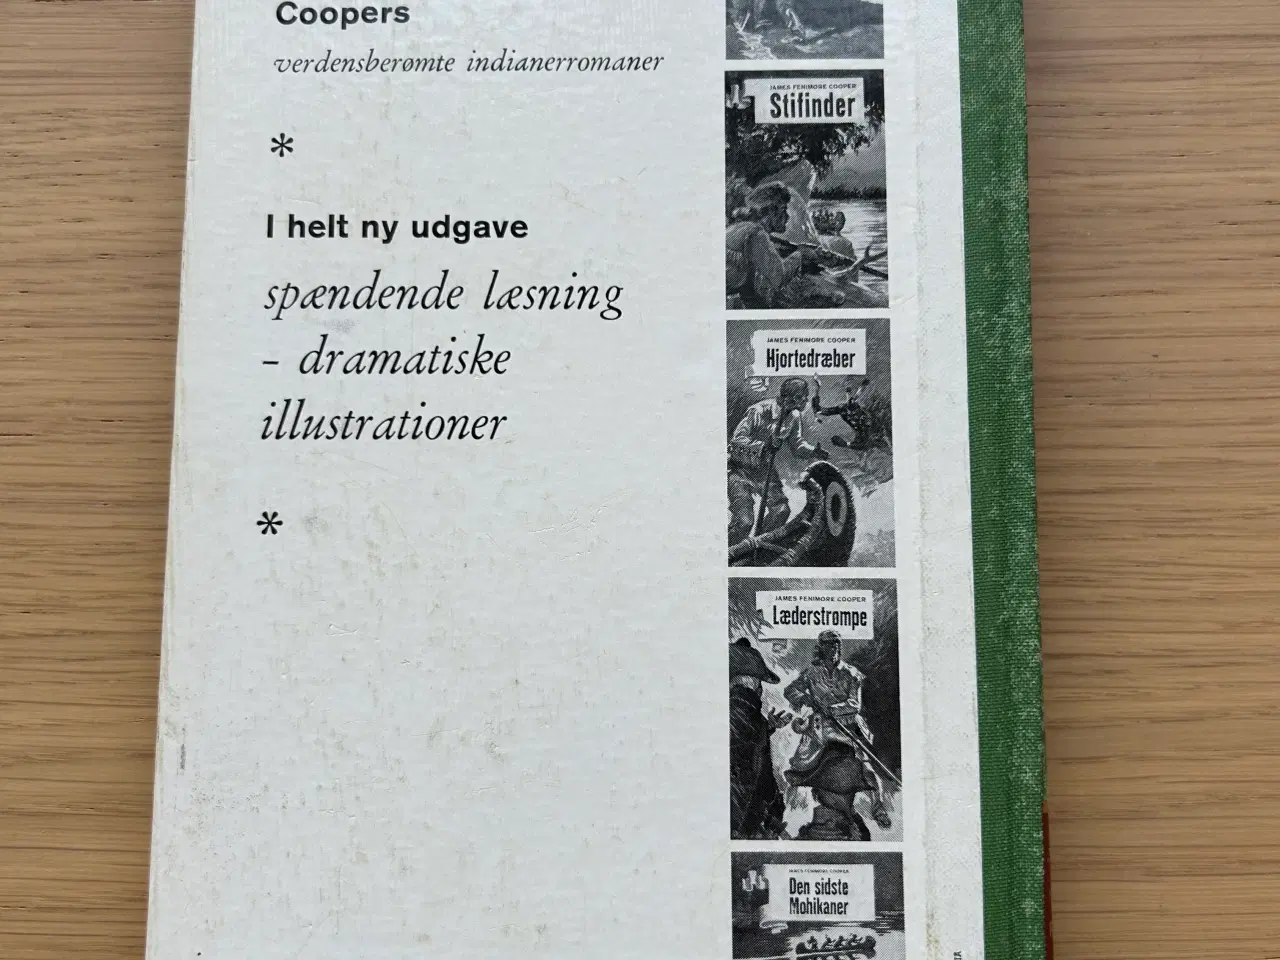 Coopers
verdensberømte indianerromaner
*
I helt ny udgave
spændende læsning
– dramatiske
illustrationer
*
JAMES FENIMORE COOPER
Stifinder
JAMES FENIMORE COOPER
Hjortedræber
JAMES FENIMORE COOPER
Læderstrømpe
JAMES FENIMORE COOPER
Den sidste
Mohikaner